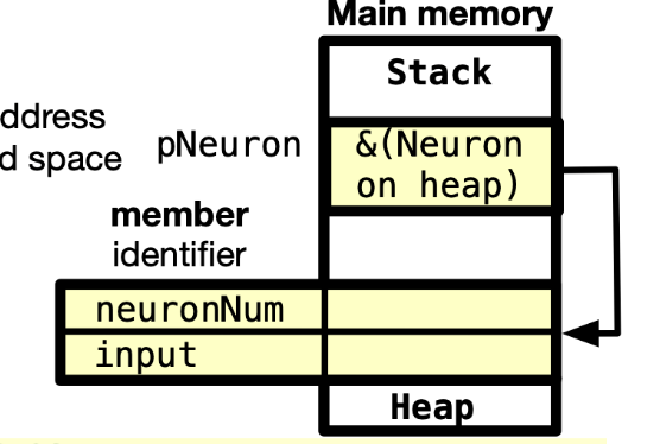 Main memory
Stack
ddress
d space
pNeuron
&(Neuron
on heap)
member
identifier
neuronNum
input
Heap